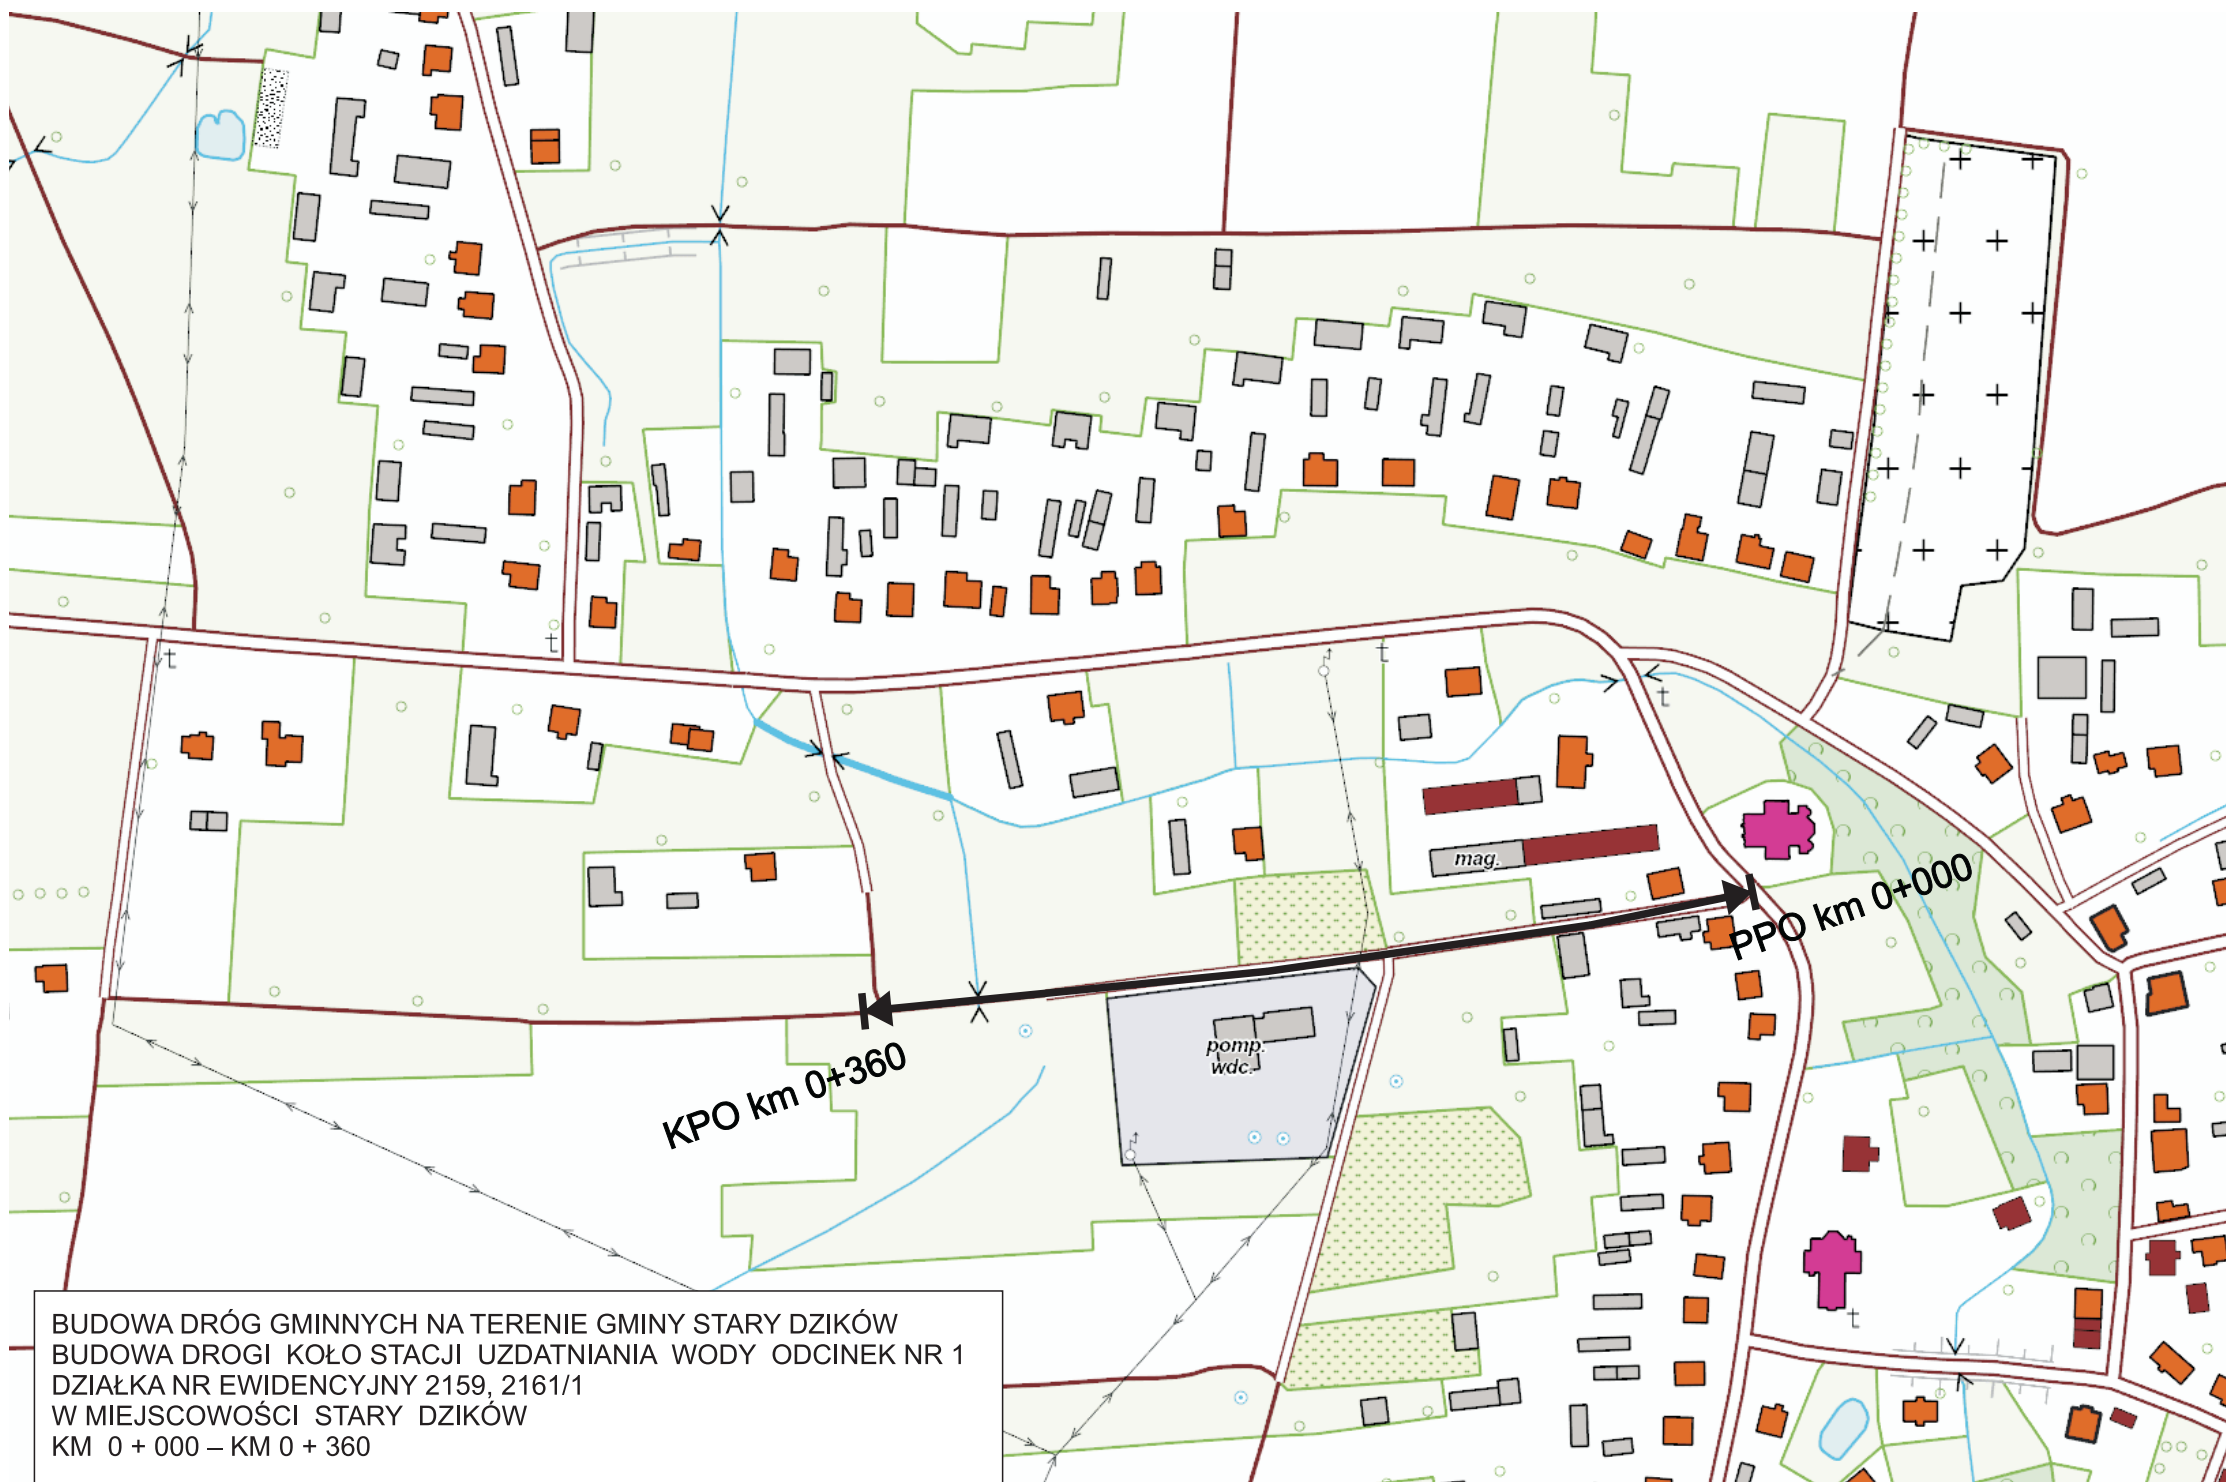 t
t
t
t
mag.
PPO km 0+000
pomp.
wdc.
KPO km 0+360
t
BUDOWA DRÓG GMINNYCH NA TERENIE GMINY STARY DZIKÓW
BUDOWA DROGI KOŁO STACJI UZDATNIANIA WODY ODCINEK NR 1
DZIAŁKA NR EWIDENCYJNY 2159, 2161/1
W MIEJSCOWOŚCI STARY DZIKÓW
KM 0 + 000 – KM 0 + 360